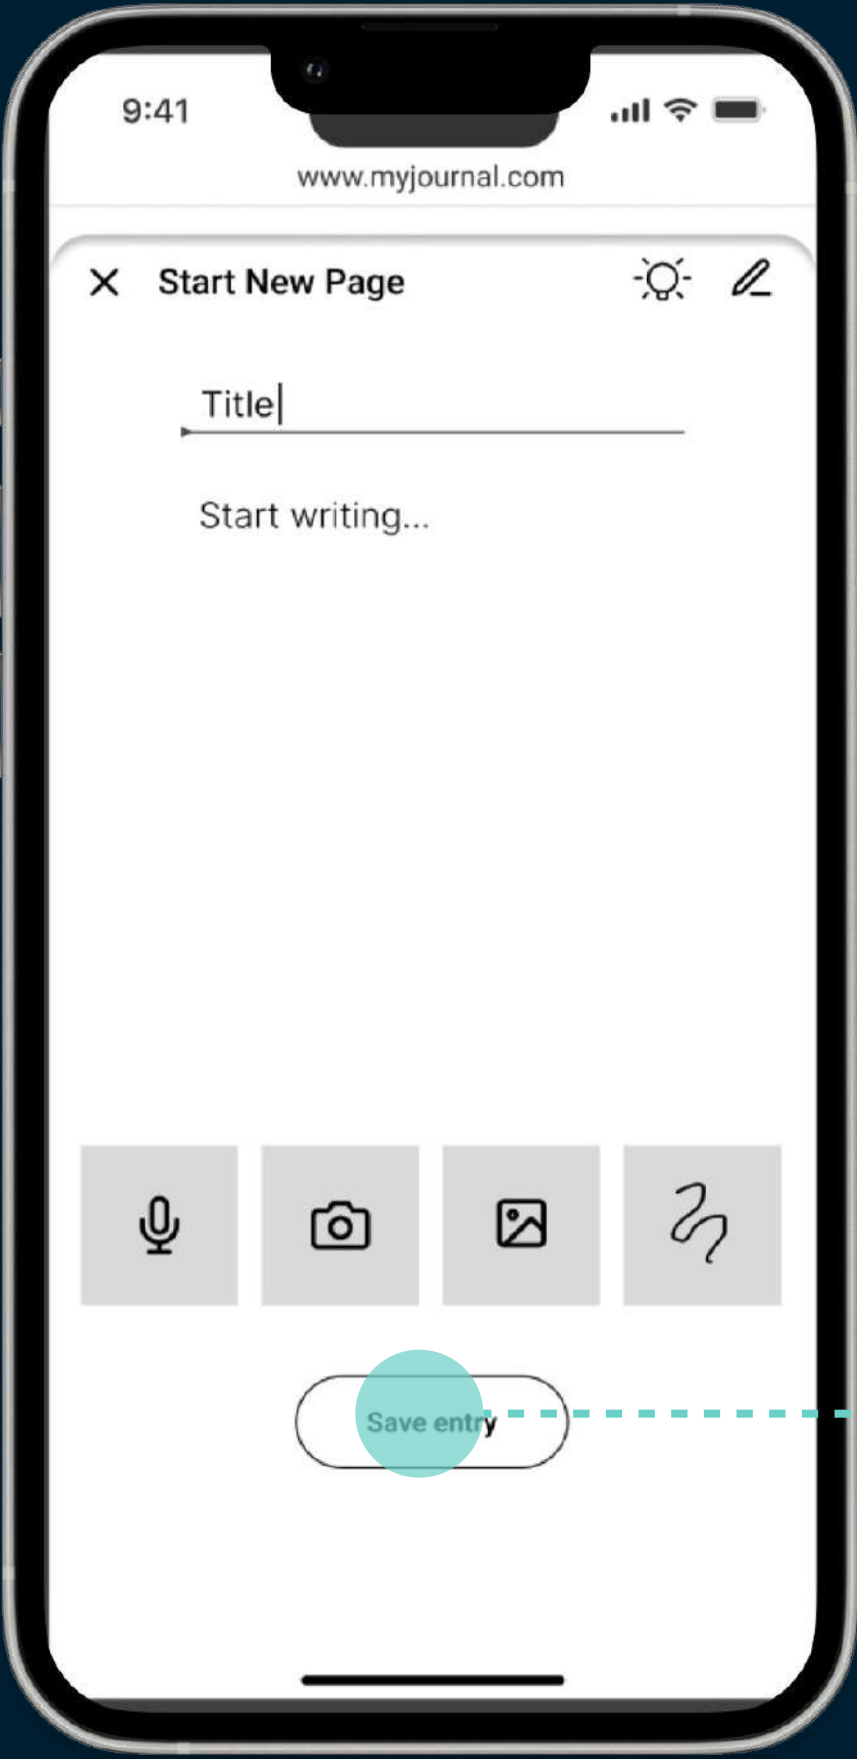 9:41
www.myjournal.com
Start New Page
Title
Start writing...
Save entry